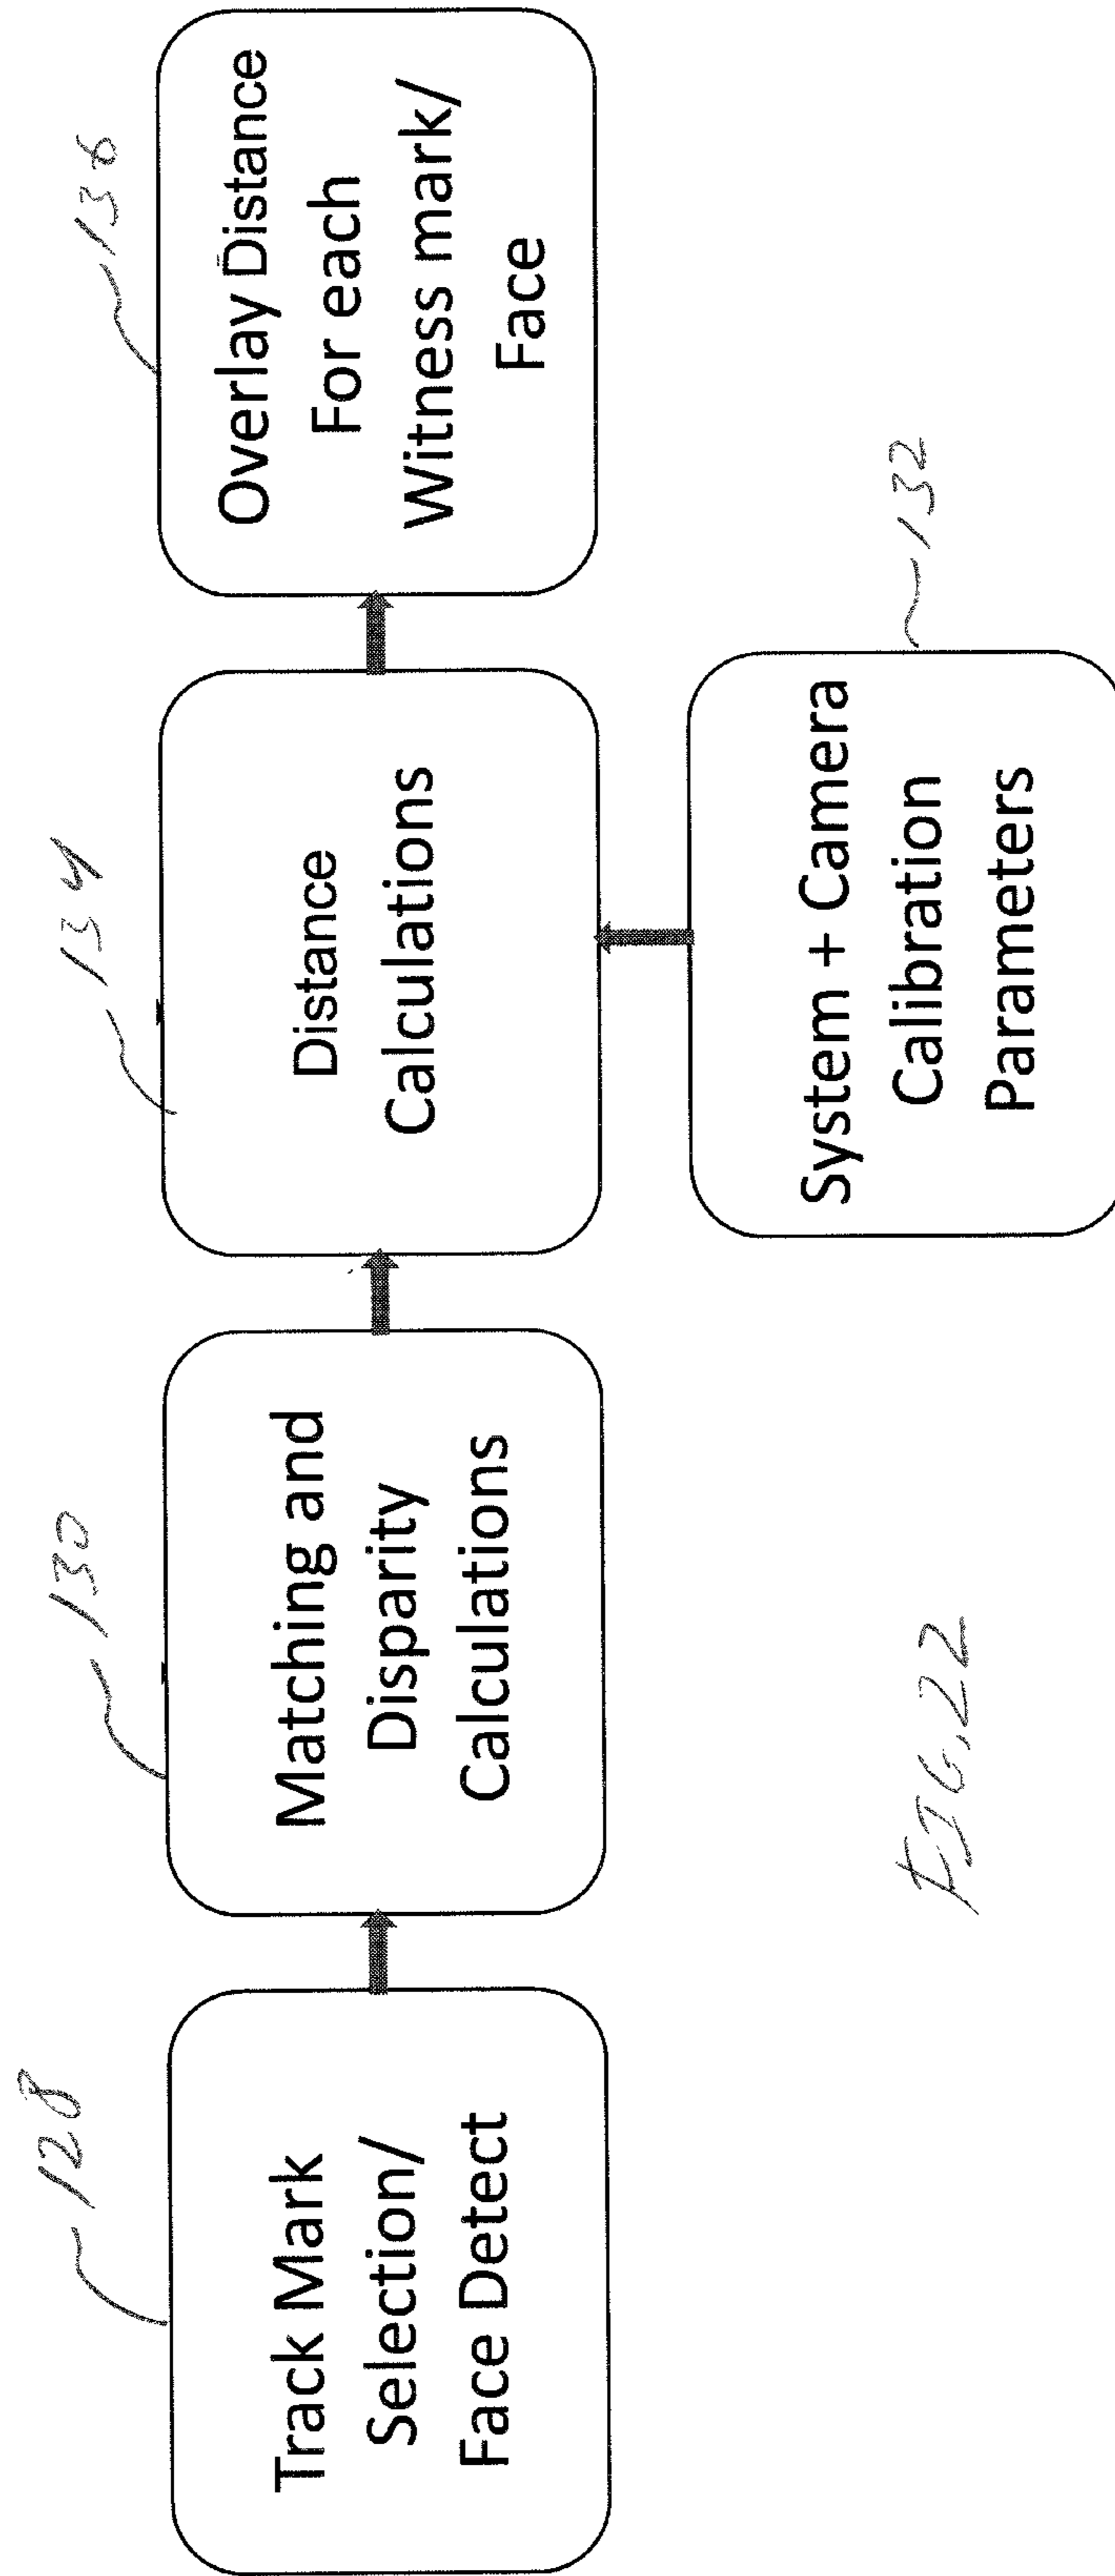 128
Track Mark
Selection/
Face Detect
130
Matching and
Disparity
Calculations
134
Distance
Calculations
136
Overlay Distance
For each
Witness mark/
Face
132
System + Camera
Calibration
Parameters
FIG. 22